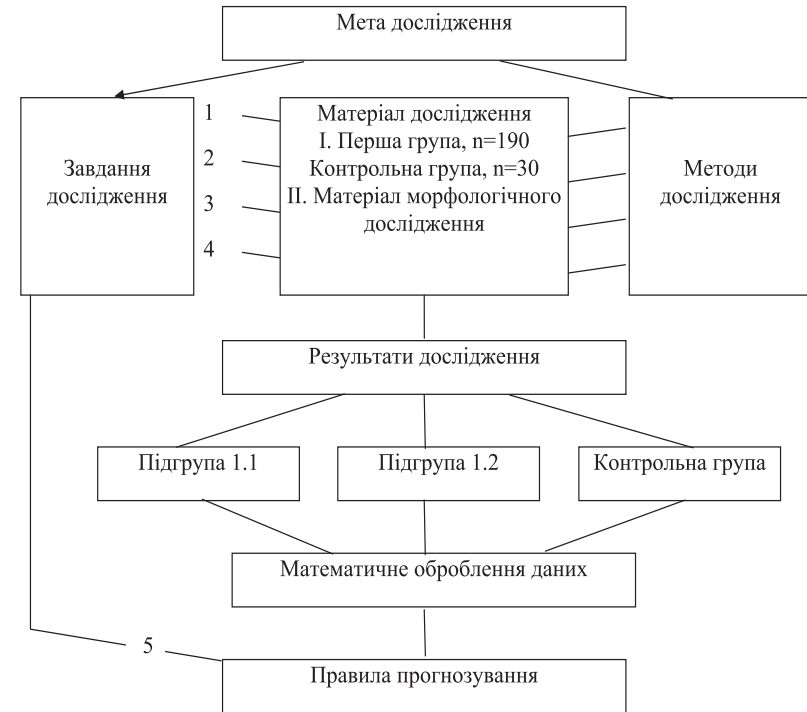 Мета дослідження
Завдання
дослідження
1
2
3
4
Матеріал дослідження
I. Перша група, n=190
Контрольна група, n=30
II. Матеріал морфологічного
дослідження
Методи
дослідження
Результати дослідження
Підгрупа 1.1
Підгрупа 1.2
Контрольна група
Математичне оброблення даних
5
Правила прогнозування